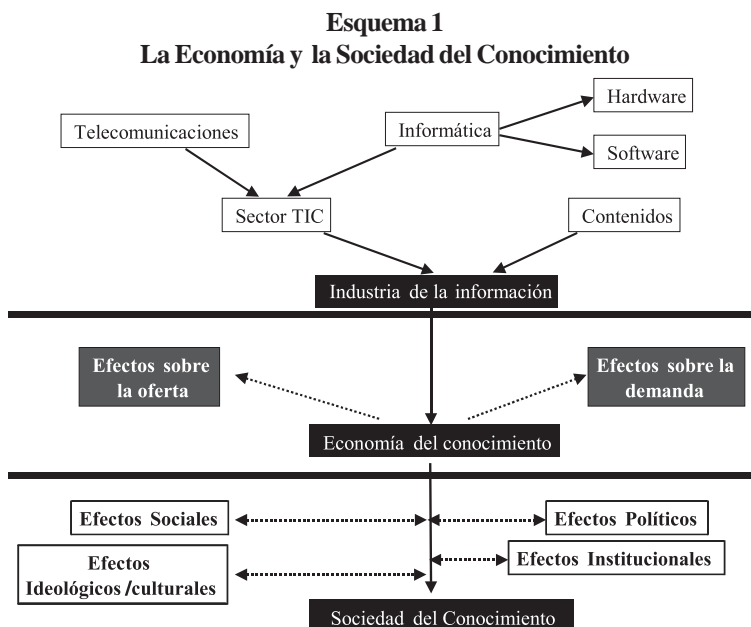 Esquema 1
La Economía y la Sociedad del Conocimiento
Hardware
Telecomunicaciones
Informática
Software
Sector TIC
Contenidos
Industria de la información
Efectos sobre
la oferta
Efectos sobre la
demanda
Economía del conocimiento
Efectos Sociales
Efectos Políticos
Efectos
Ideológicos/culturales
Efectos Institucionales
Sociedad del Conocimiento